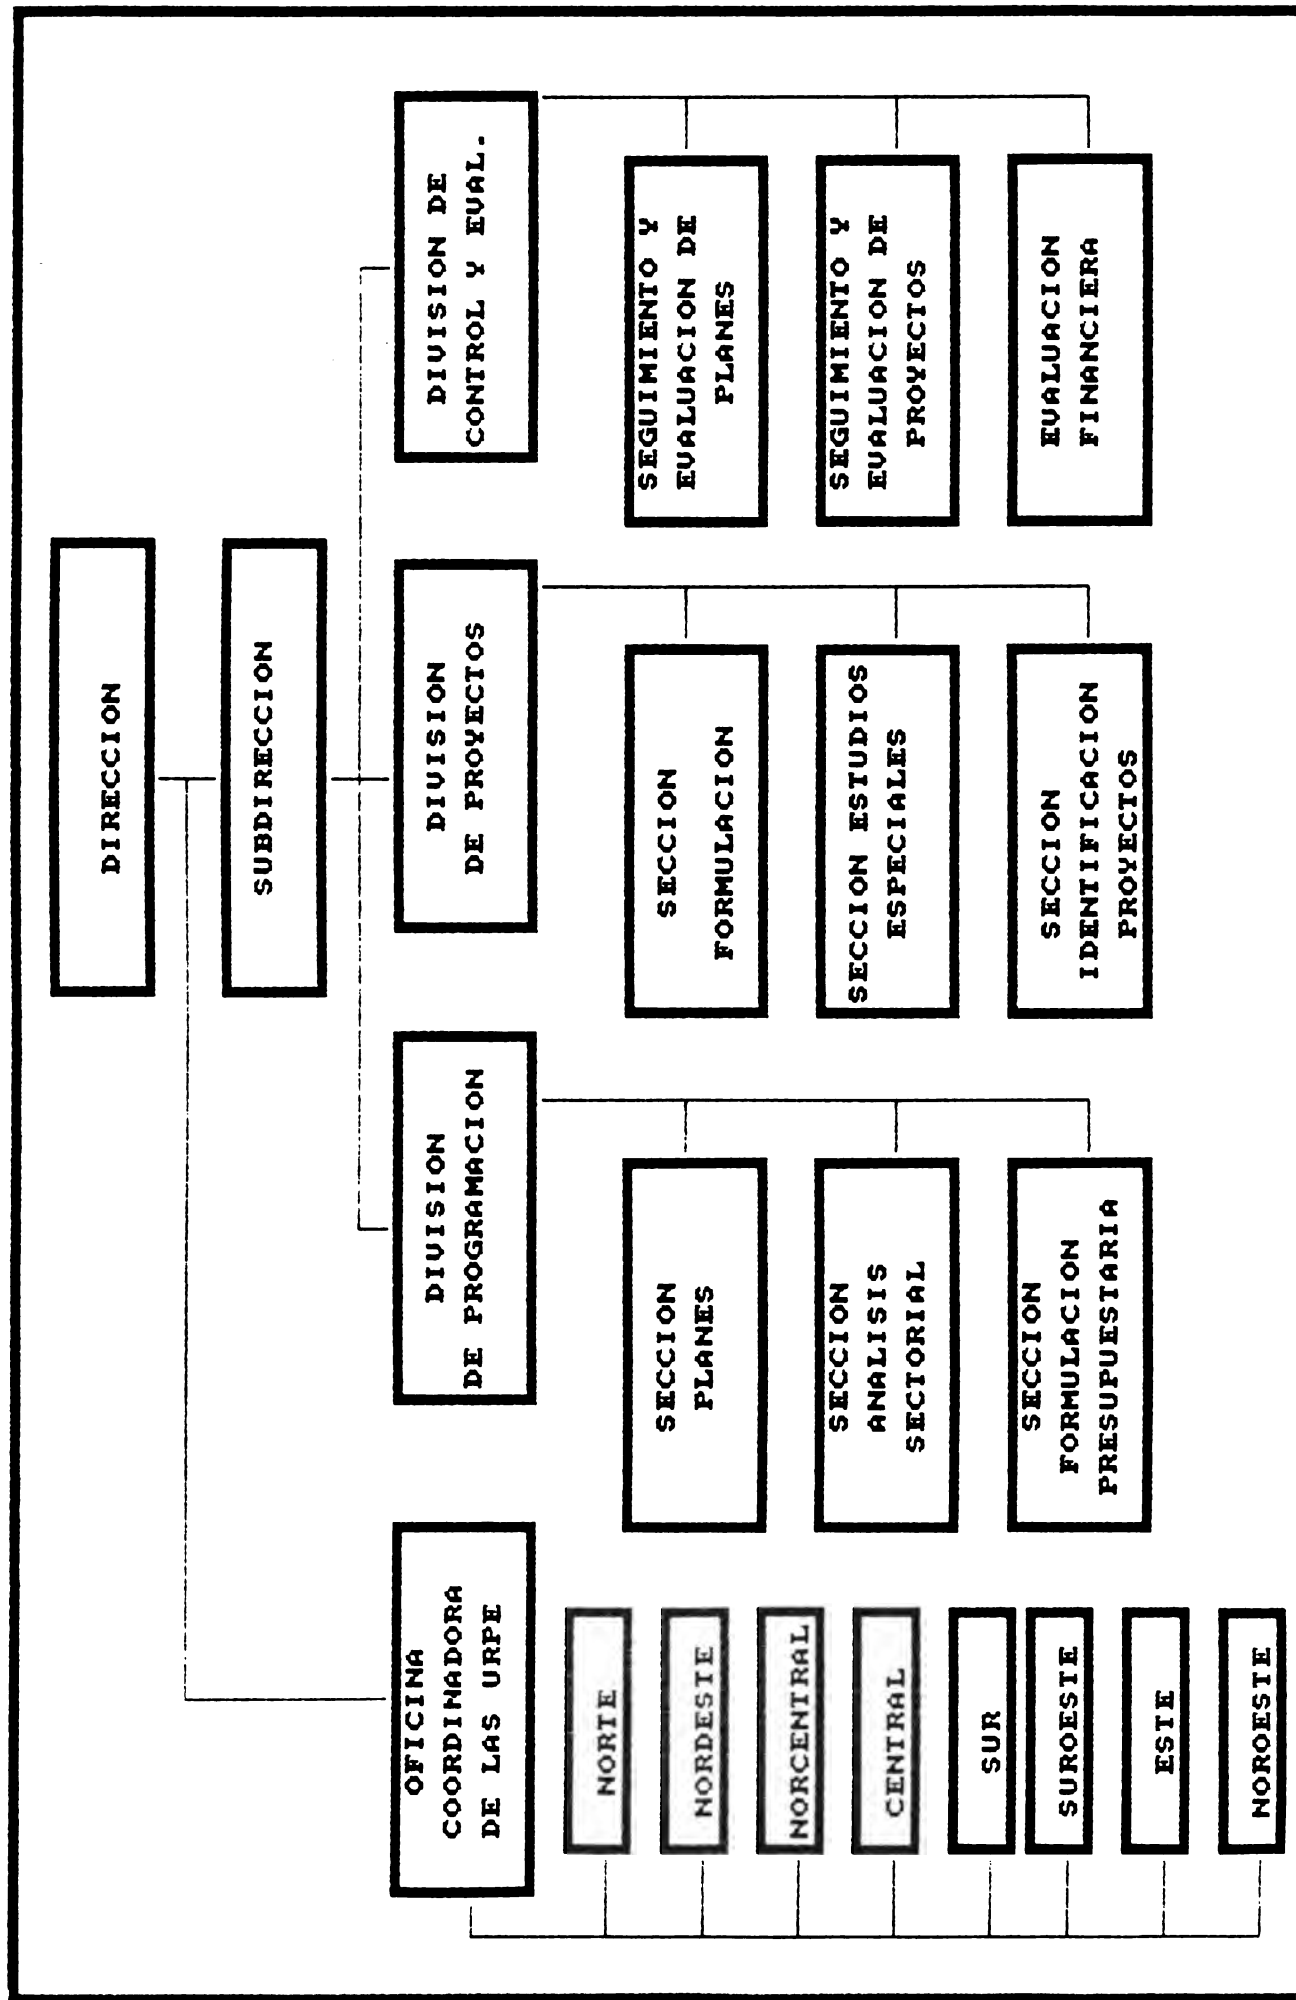 DIRECCION
SUBDIRECCION
OFICINA
COORDINADORA
DE LAS URPE
DIVISION
DE PROGRAMACION
DIVISION
DE PROYECTOS
DIVISION DE
CONTROL Y EVAL.
NORTE
NORDESTE
NORCENTRAL
CENTRAL
SUR
SUROESTE
ESTE
NOROESTE
SECCION
PLANES
SECCION
ANALISIS
SECTORIAL
SECCION
FORMULACION
PRESUPUESTARIA
SECCION
FORMULACION
SECCION ESTUDIOS
ESPECIALES
SECCION
IDENTIFICACION
PROYECTOS
SEGUIMIENTO Y
EVALUACION DE
PLANES
SEGUIMIENTO Y
EVALUACION DE
PROYECTOS
EVALUACION
FINANCIERA